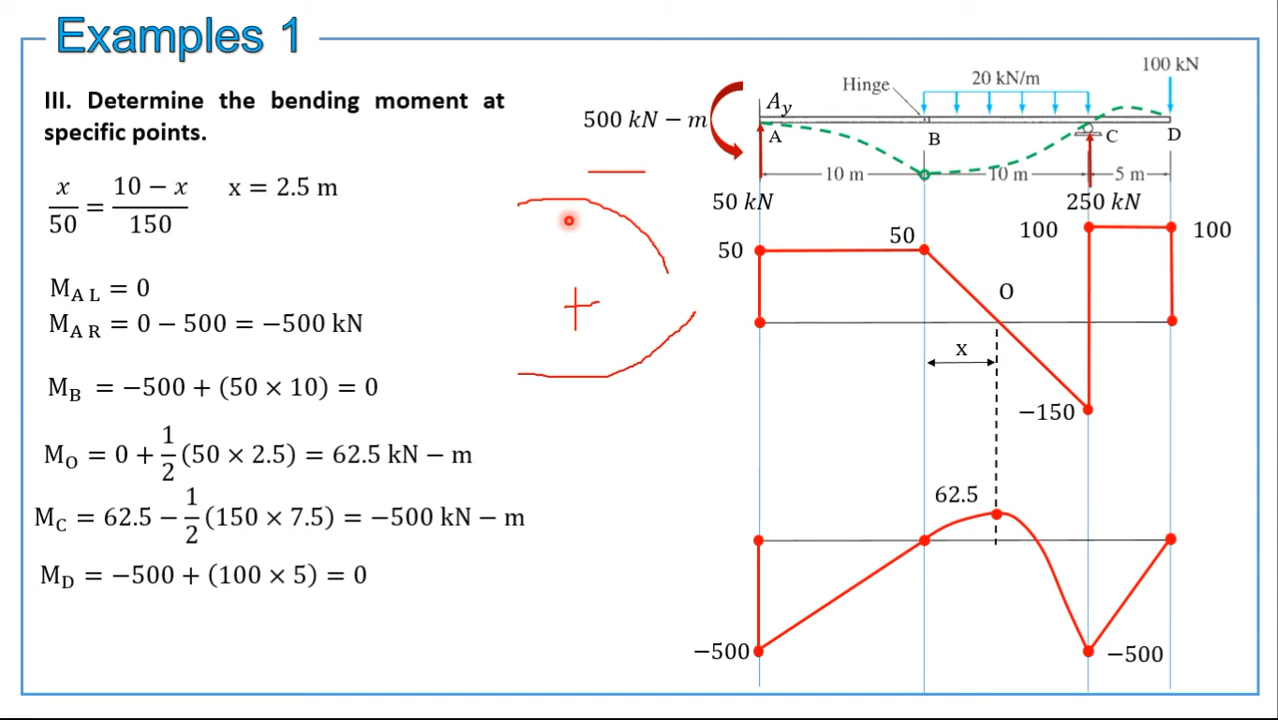 Examples 1
III. Determine the bending moment at
specific points.
x/50 = (10 − x)/150 x = 2.5 m
M_A L = 0
M_A R = 0 − 500 = −500 kN
M_B = −500 + (50 × 10) = 0
M_O = 0 + 1/2 (50 × 2.5) = 62.5 kN − m
M_C = 62.5 − 1/2 (150 × 7.5) = −500 kN − m
M_D = −500 + (100 × 5) = 0
100 kN
20 kN/m
Hinge
A_y
500 kN − m
A B C D
10 m 10 m 5 m
50 kN 250 kN
50 50 100 100
O
x
−150
62.5
−500 −500